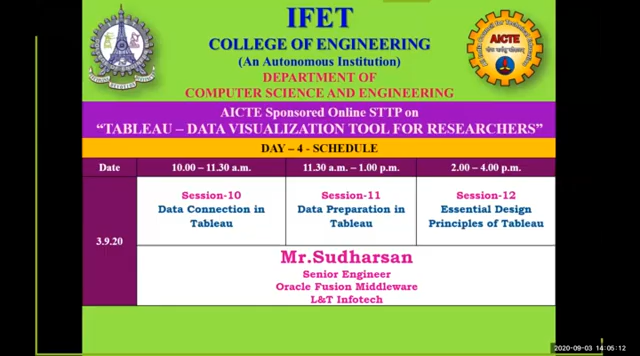 IFET
COLLEGE OF ENGINEERING
(An Autonomous Institution)
DEPARTMENT OF
COMPUTER SCIENCE AND ENGINEERING
AICTE
AICTE Sponsored Online STTP on
“TABLEAU – DATA VISUALIZATION TOOL FOR RESEARCHERS”
DAY – 4 - SCHEDULE
Date 10.00 – 11.30 a.m. 11.30 am – 1.00 p.m. 2.00 – 4.00 p.m.
3.9.20
Session-10
Data Connection in
Tableau
Session-11
Data Preparation in
Tableau
Session-12
Essential Design
Principles of Tableau
Mr.Sudharsan
Senior Engineer
Oracle Fusion Middleware
L&T Infotech
2020-09-03 14:05:12